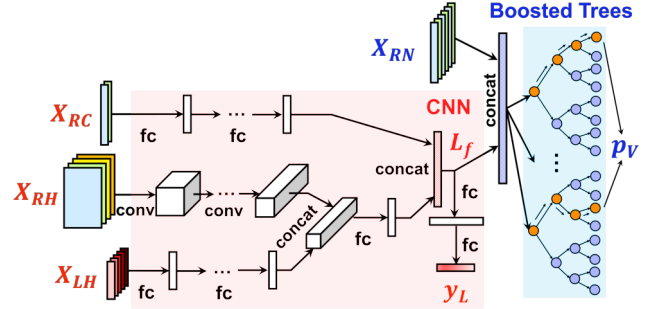 Boosted Trees
X_RN
concat
CNN
X_RC
fc
...
fc
L_f
p_V
concat
fc
X_RH
conv
...
conv
concat
fc
fc
X_LH
fc
...
fc
y_L
...